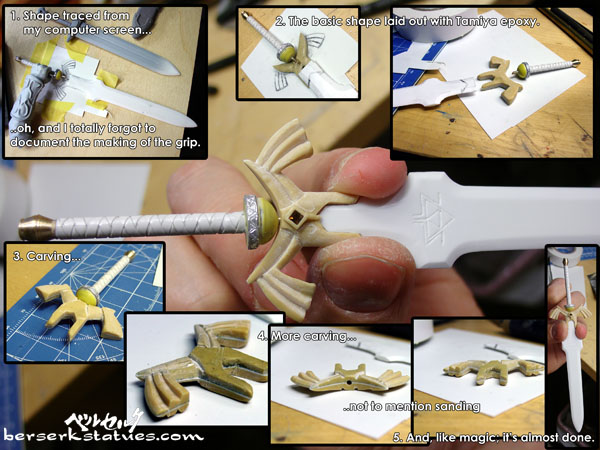 1. Shape traced from
my computer screen...
..oh, and I totally forgot to
document the making of the grip.
2. The basic shape laid out with Tamiya epoxy.
3. Carving...
4. More carving...
..not to mention sanding
5. And, like magic; it's almost done.
ベルセルク
berserkstatues.com